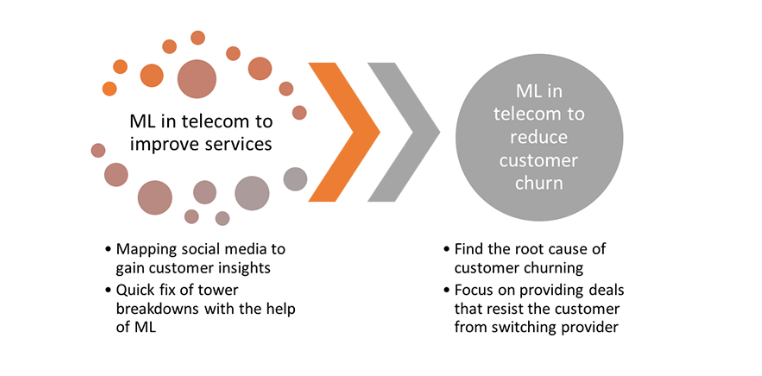 ML in telecom to
improve services
ML in
telecom to
reduce
customer
churn
• Mapping social media to
gain customer insights
• Quick fix of tower
breakdowns with the help
of ML
• Find the root cause of
customer churning
• Focus on providing deals
that resist the customer
from switching provider